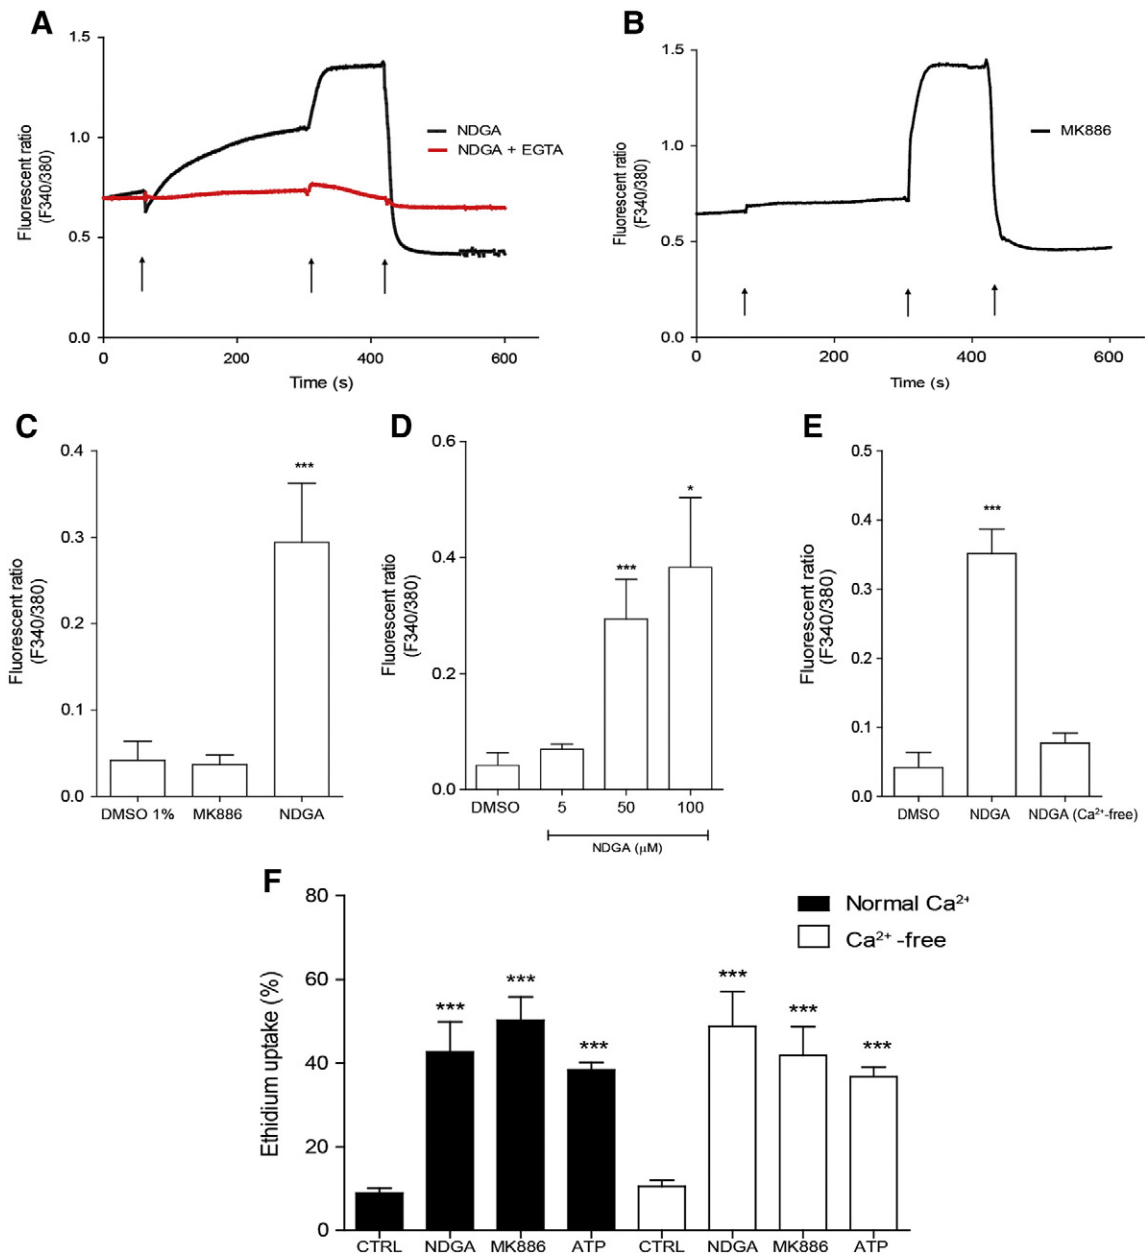 A
1.5
1.0
0.5
0.0
Fluorescent ratio
(F340/380)
NDGA
NDGA + EGTA
0
200
400
600
Time (s)
B
1.5
1.0
0.5
0.0
Fluorescent ratio
(F340/380)
MK886
0
200
400
600
Time (s)
C
0.4
0.3
0.2
0.1
0.0
Fluorescent ratio
(F340/380)
***
DMSO 1%
MK886
NDGA
D
0.6
0.4
0.2
0.0
Fluorescent ratio
(F340/380)
***
*
DMSO
5
50
100
NDGA (μM)
E
0.5
0.4
0.3
0.2
0.1
0.0
Fluorescent ratio
(F340/380)
***
DMSO
NDGA
NDGA (Ca²⁺-free)
F
80
60
40
20
0
Ethidium uptake (%)
Normal Ca²⁺
Ca²⁺ -free
***
***
***
***
***
***
CTRL
NDGA
MK886
ATP
CTRL
NDGA
MK886
ATP